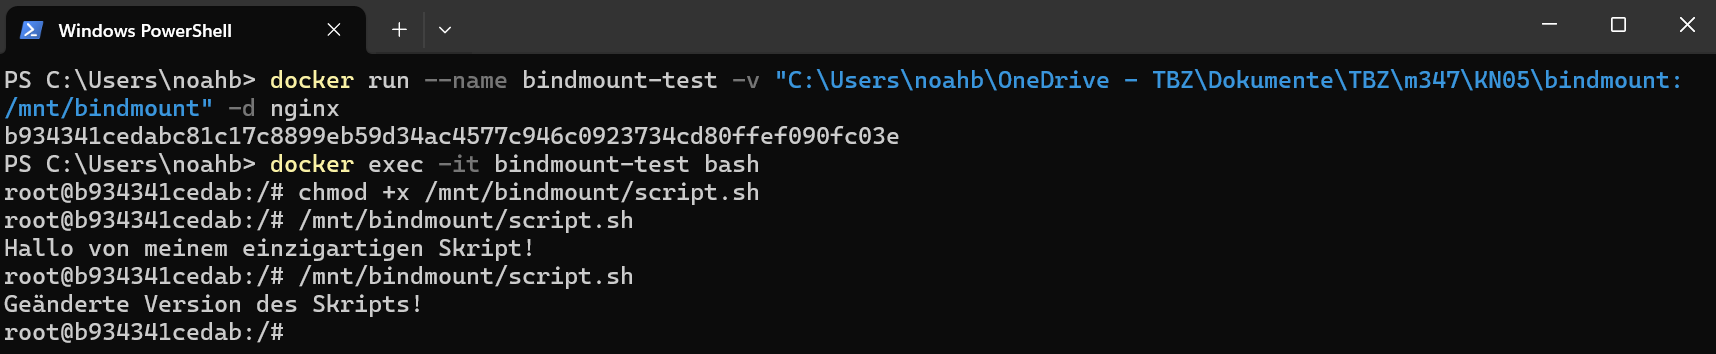 Windows PowerShell
PS C:\Users\noahb> docker run --name bindmount-test -v "C:\Users\noahb\OneDrive - TBZ\Dokumente\TBZ\m347\KN05\bindmount:
/mnt/bindmount" -d nginx
b934341cedabc81c17c8899eb59d34ac4577c946c0923734cd80ffef090fc03e
PS C:\Users\noahb> docker exec -it bindmount-test bash
root@b934341cedab:/# chmod +x /mnt/bindmount/script.sh
root@b934341cedab:/# /mnt/bindmount/script.sh
Hallo von meinem einzigartigen Skript!
root@b934341cedab:/# /mnt/bindmount/script.sh
Geänderte Version des Skripts!
root@b934341cedab:/#